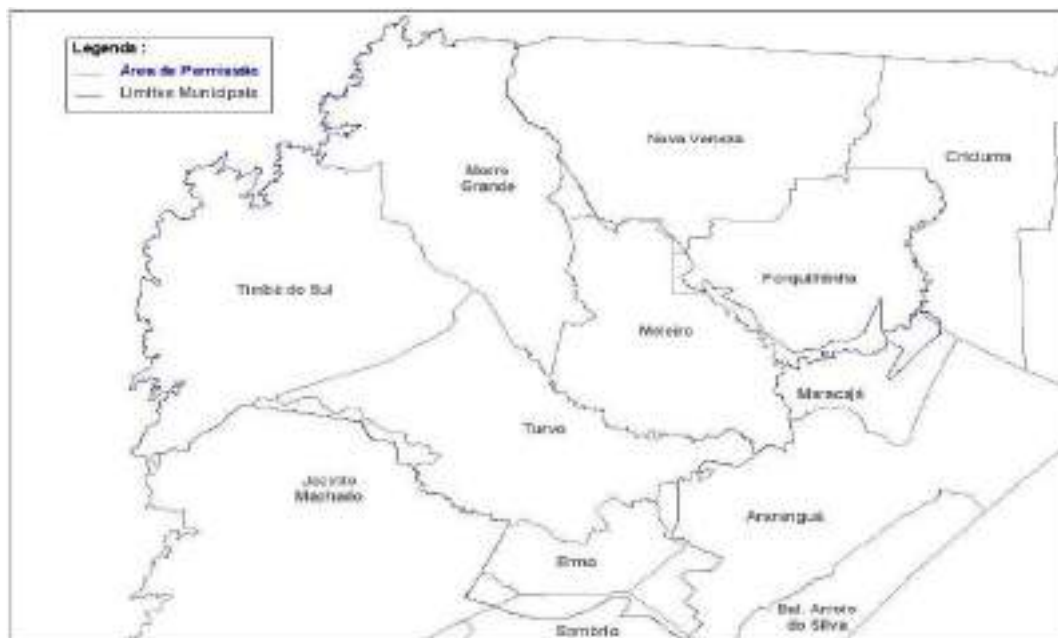 Legenda :
Área de Permissão
Limites Municipais
Nova Veneza
Criciuma
Morro
Grande
Forquilhinha
Timbé do Sul
Meleiro
Maracajá
Turvo
Jacinto
Machado
Araranguá
Ermo
Bal. Arroio
do Silva
Sombrio